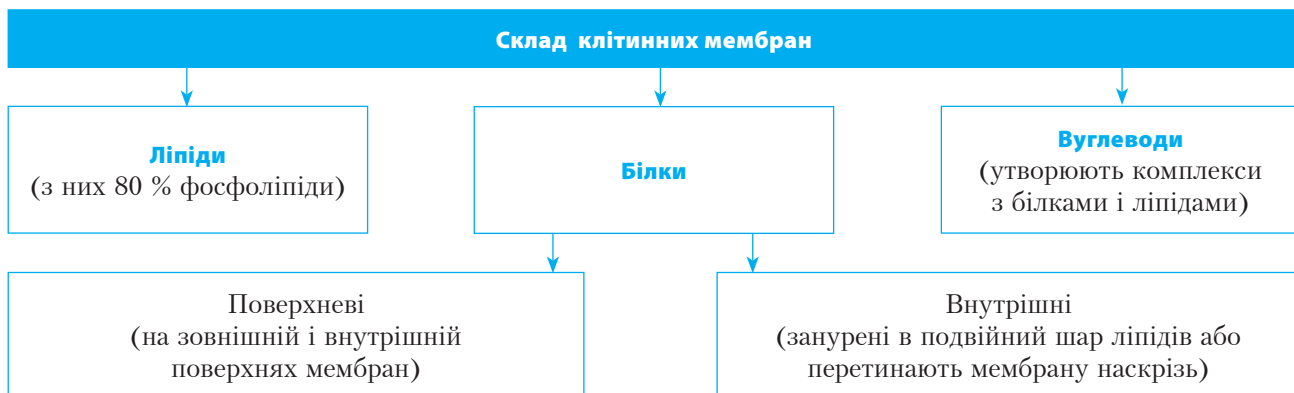 Склад клітинних мембран
Ліпіди
(з них 80 % фосфоліпіди)
Білки
Вуглеводи
(утворюють комплекси
з білками і ліпідами)
Поверхневі
(на зовнішній і внутрішній
поверхнях мембран)
Внутрішні
(занурені в подвійний шар ліпідів або
перетинають мембрану наскрізь)